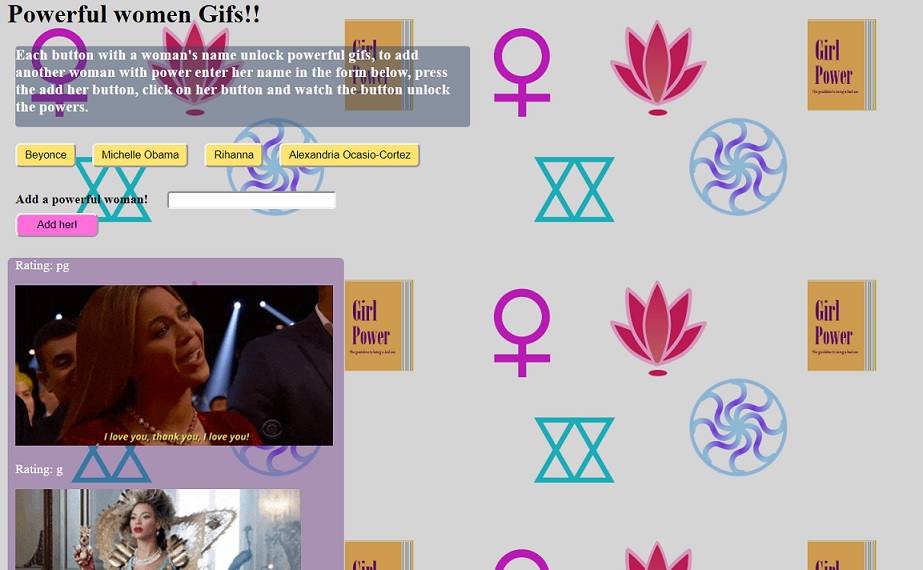 Powerful women Gifs!!
Each button with a woman's name unlock powerful gifs, to add
another woman with power enter her name in the form below, press
the add her button, click on her button and watch the button unlock
the powers.
Beyonce
Michelle Obama
Rihanna
Alexandria Ocasio-Cortez
Add a powerful woman!
Add her!
Rating: pg
I love you, thank you, I love you!
Rating: g
Girl
Power
Girl
Power
Girl
Power
Girl
Power
Girl
Girl